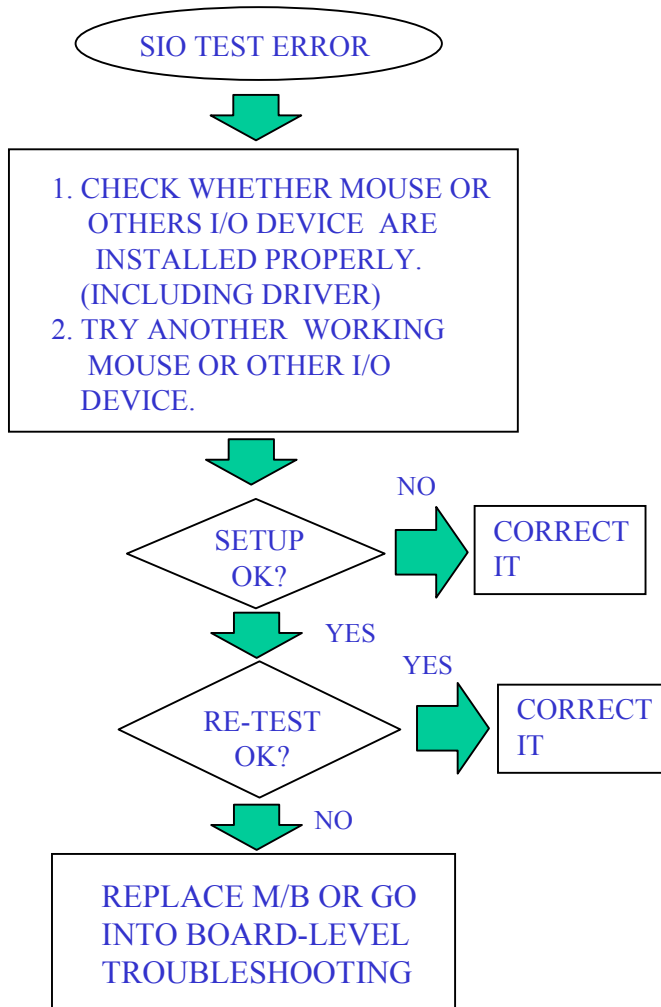 SIO TEST ERROR
1. CHECK WHETHER MOUSE OR
OTHERS I/O DEVICE ARE
INSTALLED PROPERLY.
(INCLUDING DRIVER)
2. TRY ANOTHER WORKING
MOUSE OR OTHER I/O
DEVICE.
SETUP
OK?
NO
CORRECT
IT
YES
RE-TEST
OK?
YES
CORRECT
IT
NO
REPLACE M/B OR GO
INTO BOARD-LEVEL
TROUBLESHOOTING